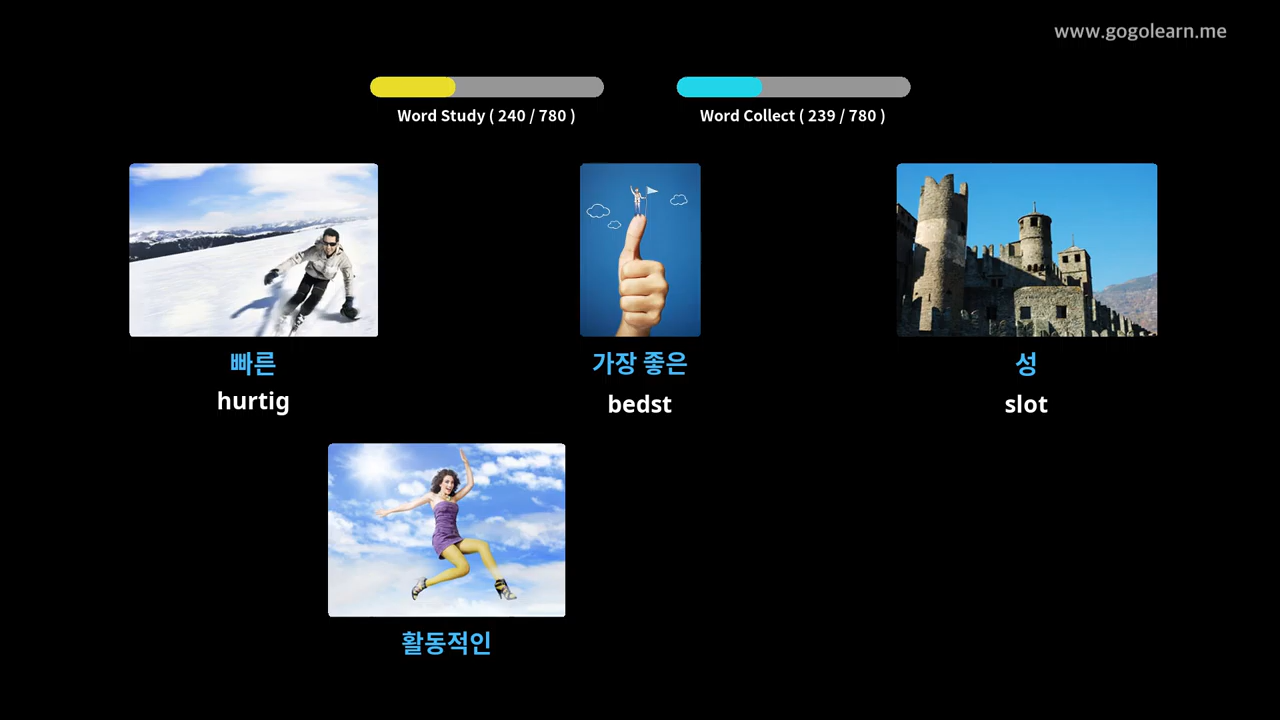 www.gogolearn.me
Word Study ( 240 / 780 )
Word Collect ( 239 / 780 )
빠른
가장 좋은
성
hurtig
bedst
slot
활동적인